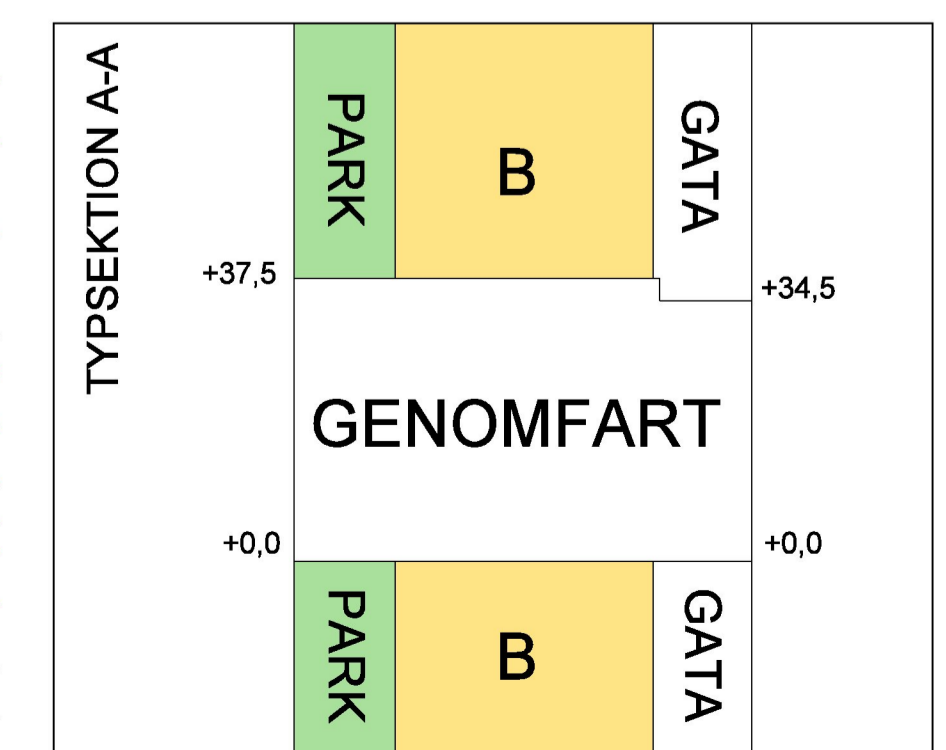 TYPSEKTION A-A
PARK
B
GATA
+37,5
+34,5
GENOMFART
+0,0
+0,0
PARK
B
GATA